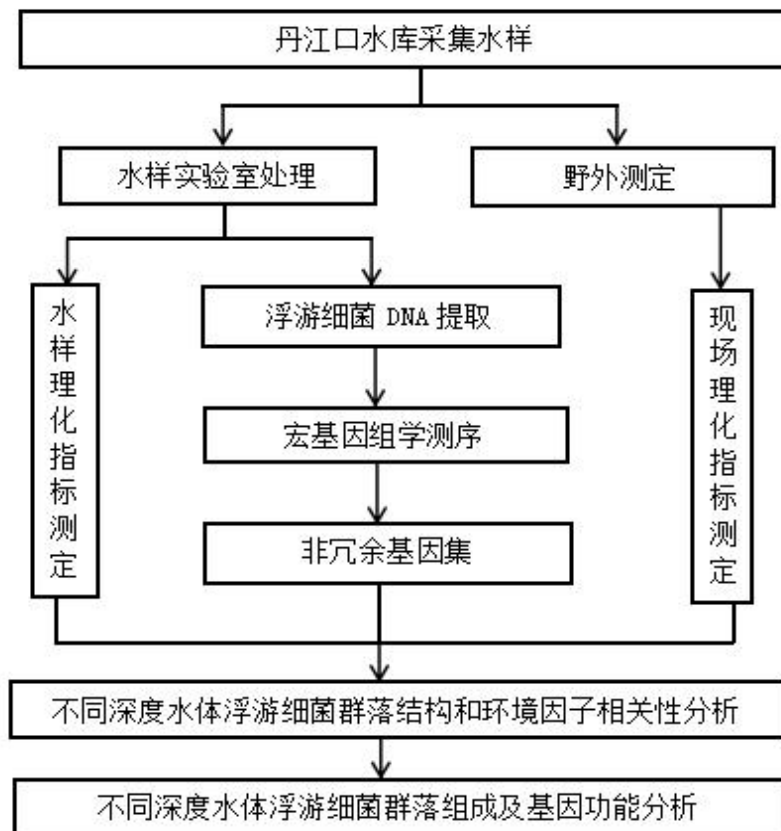 丹江口水库采集水样
水样实验室处理
野外测定
水样理化指标测定
浮游细菌 DNA 提取
宏基因组学测序
非冗余基因集
现场理化指标测定
不同深度水体浮游细菌群落结构和环境因子相关性分析
不同深度水体浮游细菌群落组成及基因功能分析